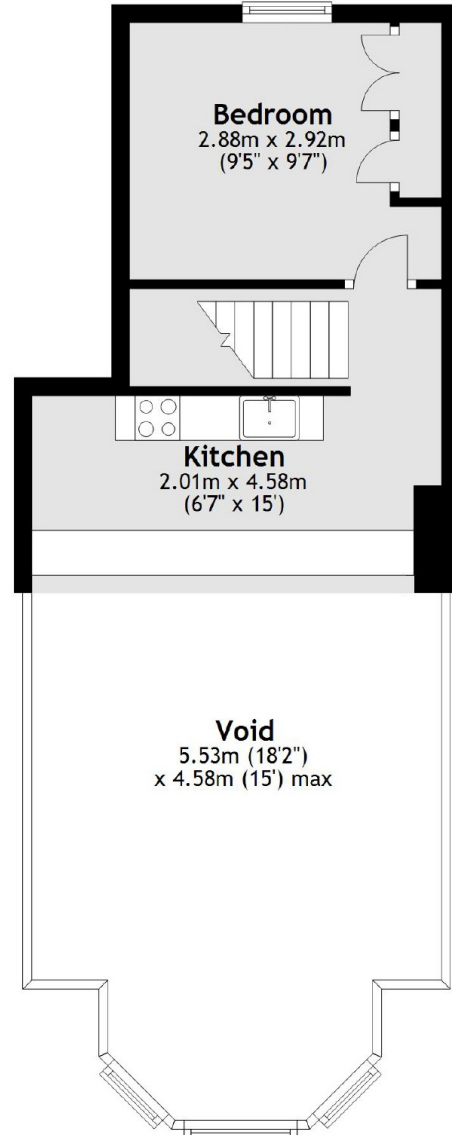 Bedroom
2.88m x 2.92m
(9'5" x 9'7")
Kitchen
2.01m x 4.58m
(6'7" x 15')
Void
5.53m (18'2")
x 4.58m (15') max